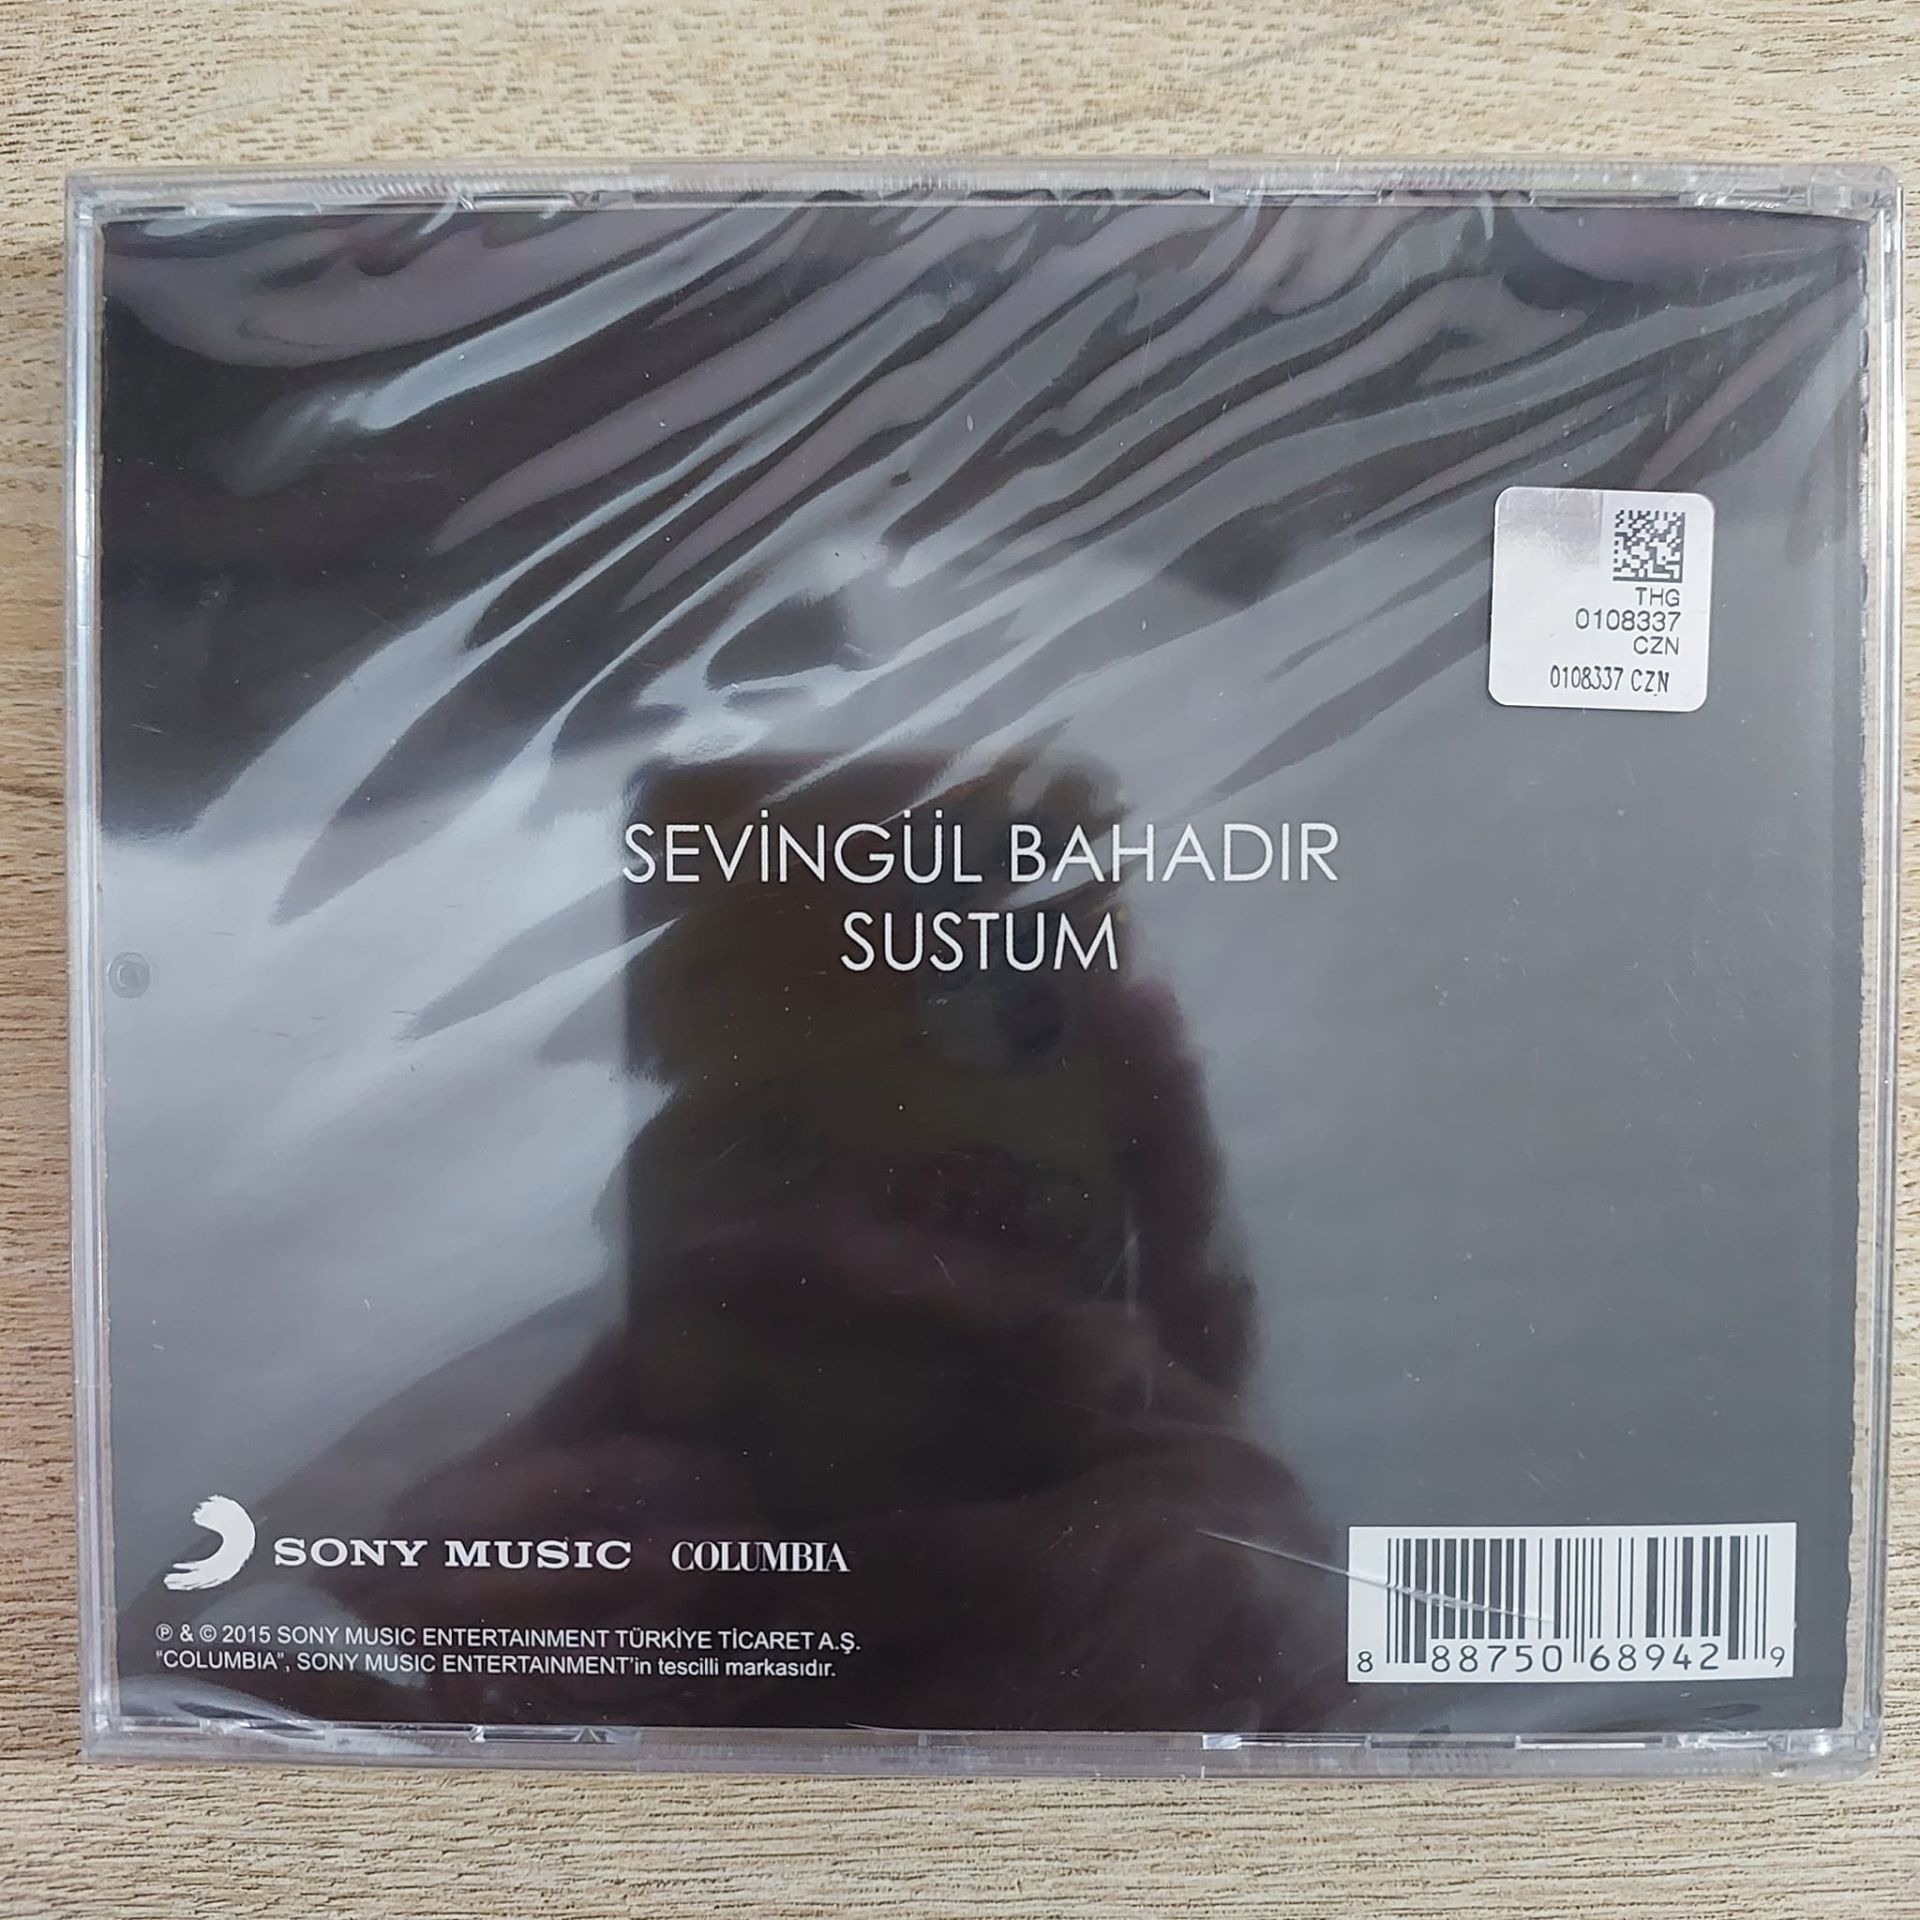 THG
0108337
CZN
0108337 CZN
SEVİNGÜL BAHADIR
SUSTUM
SONY MUSIC COLUMBIA
℗ & © 2015 SONY MUSIC ENTERTAINMENT TÜRKİYE TİCARET A.Ş.
"COLUMBIA", SONY MUSIC ENTERTAINMENT'in tescilli markasıdır.
8 88750 68942 9